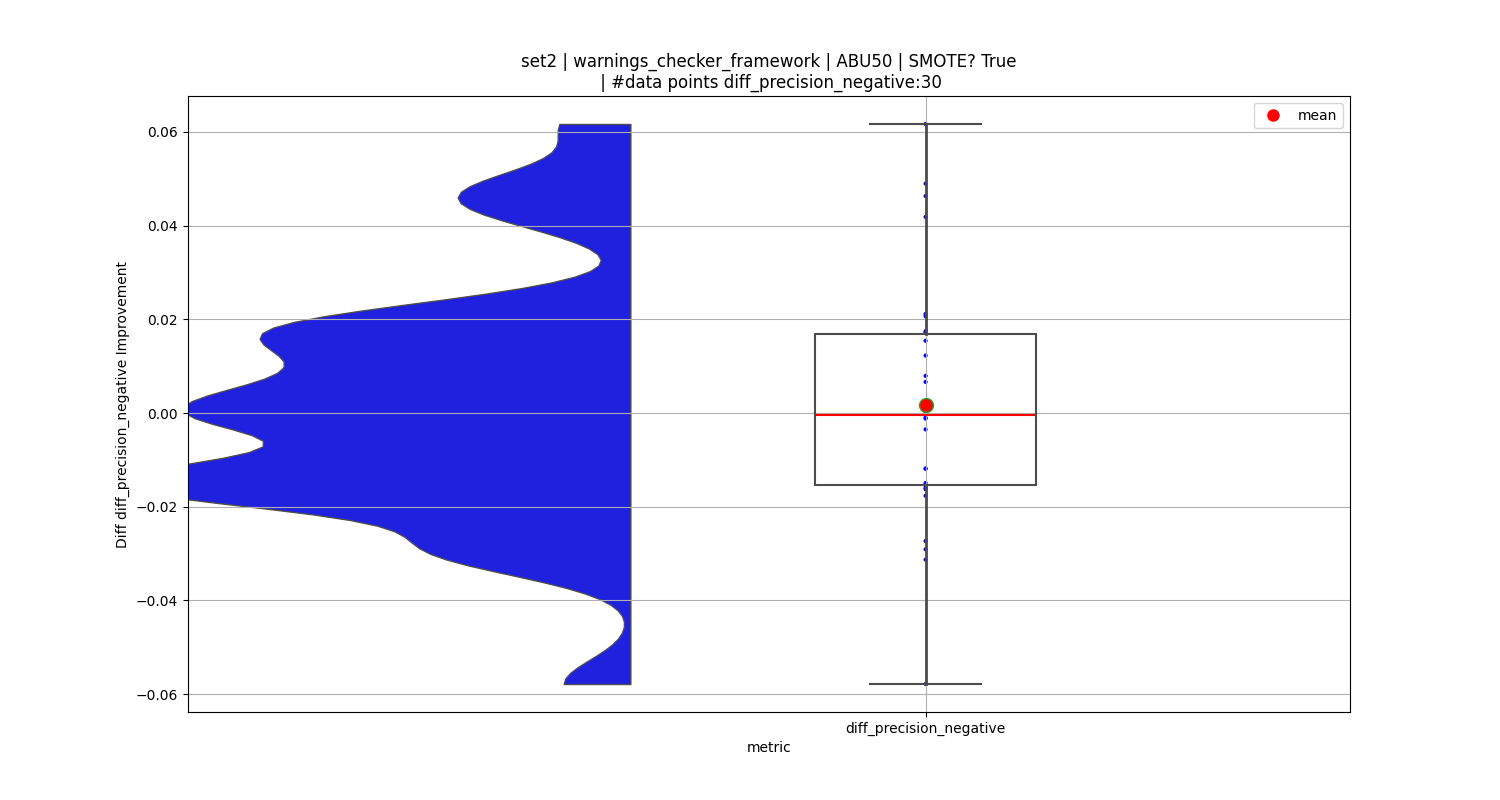 set2 | warnings_checker_framework | ABU50 | SMOTE? True
| #data points diff_precision_negative:30
mean
0.06
0.04
0.02
0.00
−0.02
−0.04
−0.06
Diff diff_precision_negative Improvement
diff_precision_negative
metric